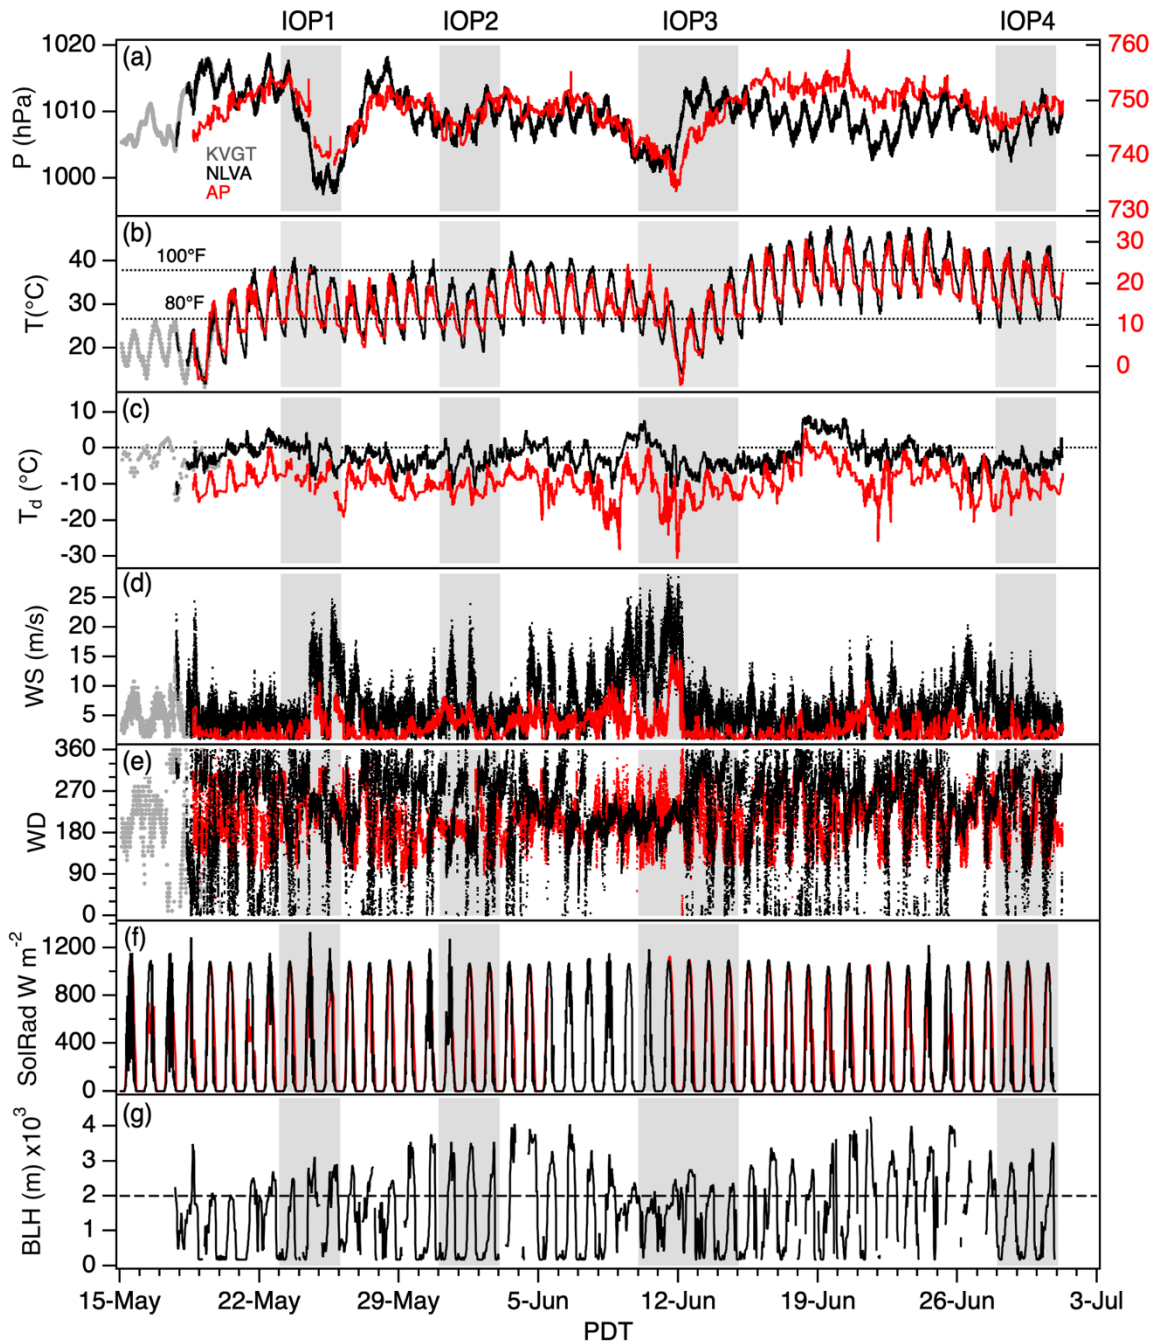 IOP1 IOP2 IOP3 IOP4
(a)
P (hPa)
1020
1010
1000
760
750
740
730
KVGT
NLVA
AP
(b)
T(°C)
40
30
20
100°F
80°F
30
20
10
0
(c)
T_d (°C)
10
0
-10
-20
-30
(d)
WS (m/s)
25
20
15
10
5
(e)
WD
360
270
180
90
0
(f)
SolRad W m⁻²
1200
800
400
0
(g)
BLH (m) x10³
4
3
2
1
0
15-May 22-May 29-May 5-Jun 12-Jun 19-Jun 26-Jun 3-Jul
PDT